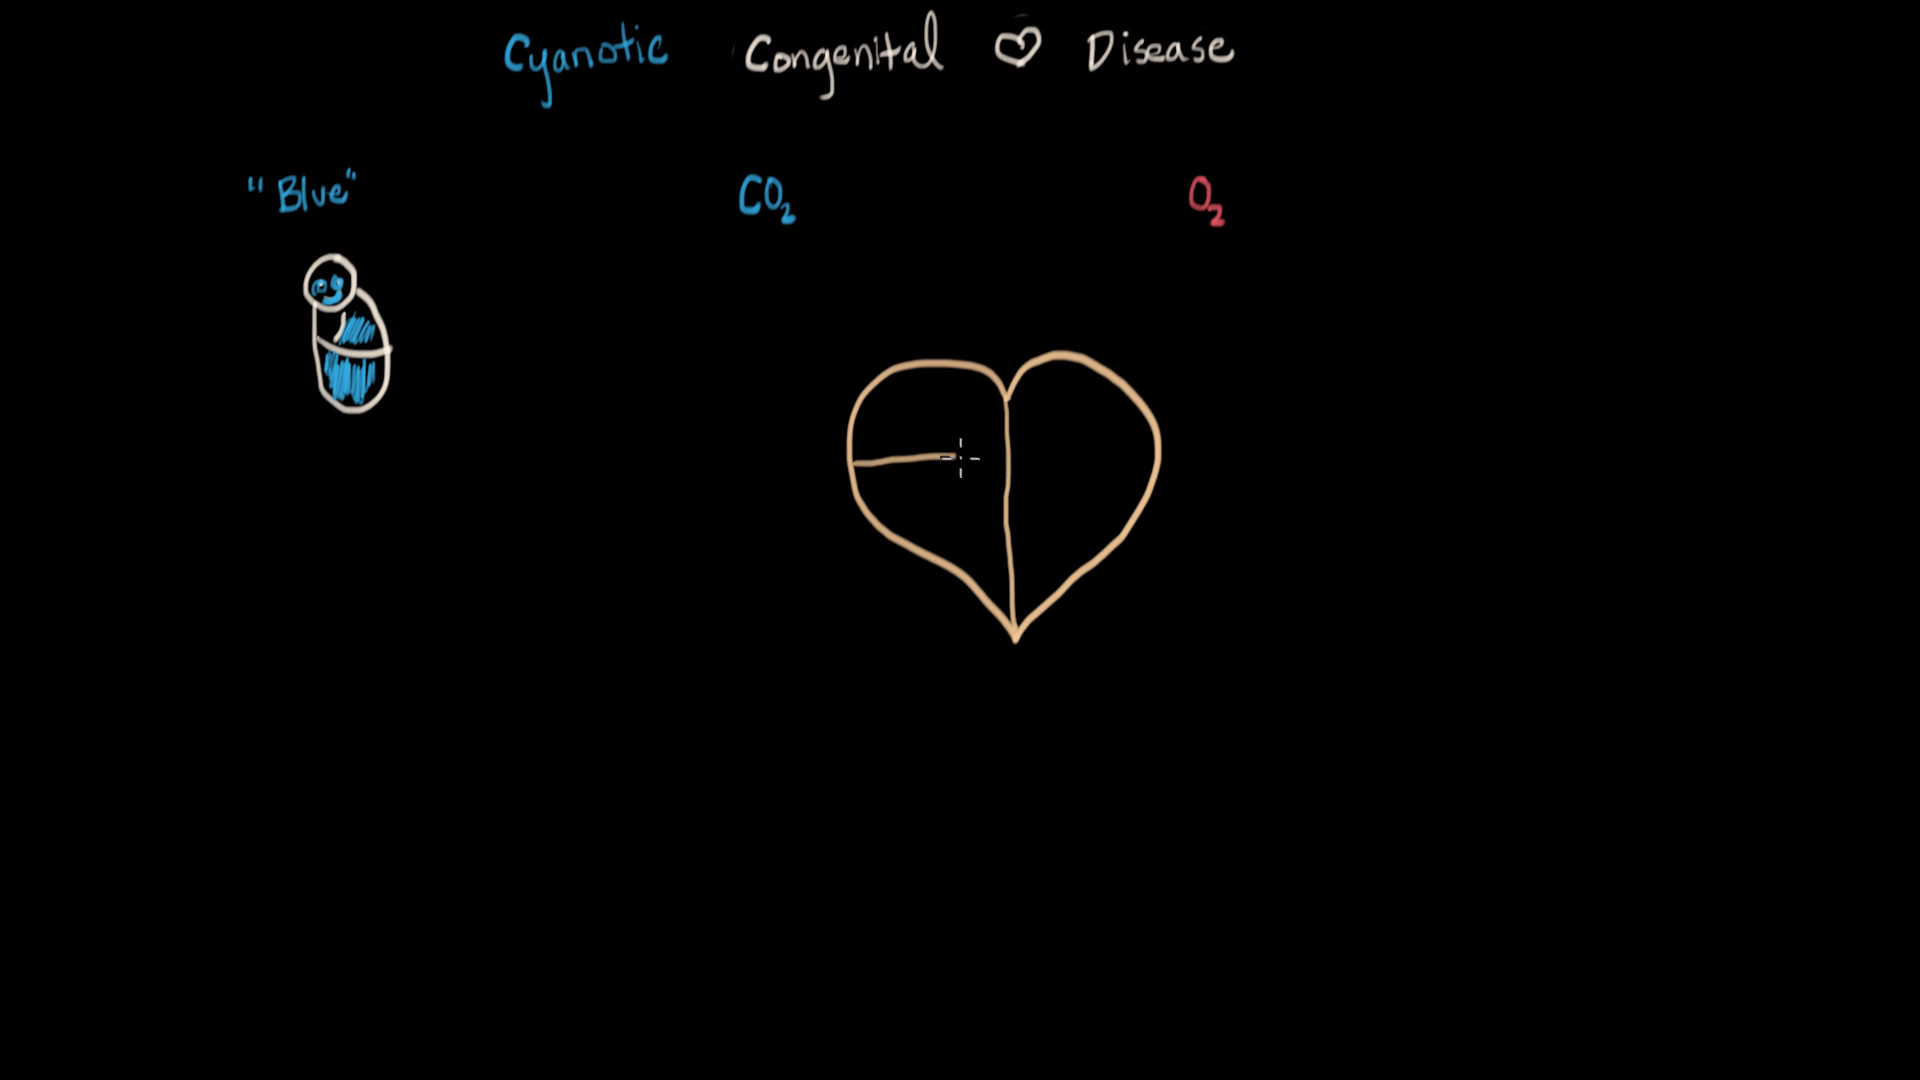 Cyanotic Congenital ♡ Disease
"Blue" CO₂ O₂